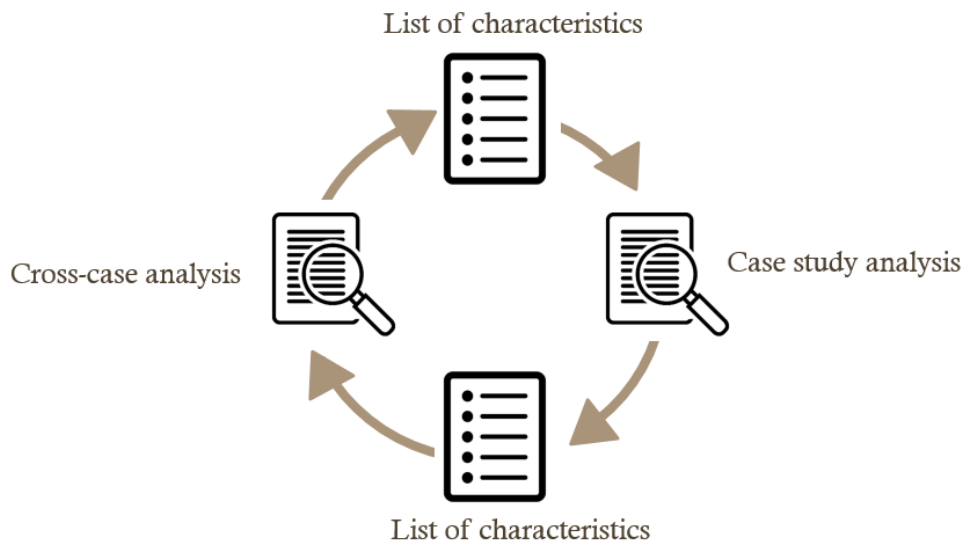 List of characteristics
Case study analysis
Cross-case analysis
List of characteristics